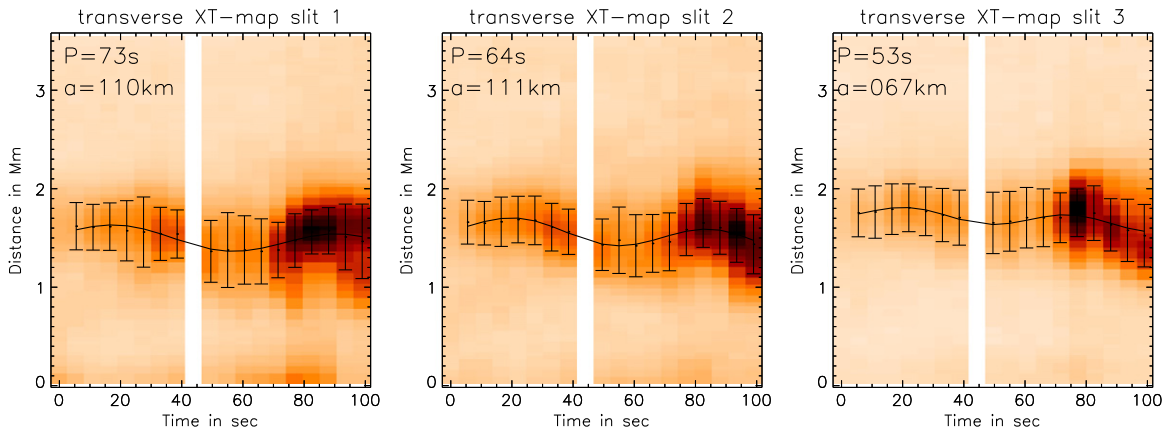 transverse XT-map slit 1
P=73s
a=110km
3
2
1
0
Distance in Mm
0 20 40 60 80 100
Time in sec
transverse XT-map slit 2
P=64s
a=111km
3
2
1
0
Distance in Mm
0 20 40 60 80 100
Time in sec
transverse XT-map slit 3
P=53s
a=067km
3
2
1
0
Distance in Mm
0 20 40 60 80 100
Time in sec